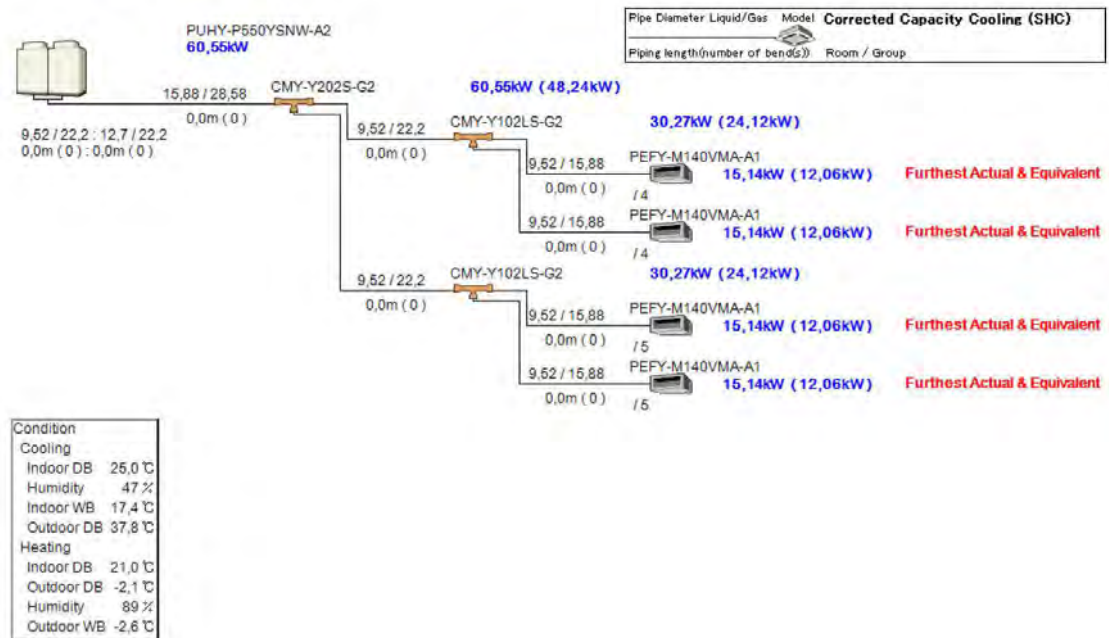 Pipe Diameter Liquid/Gas Model Corrected Capacity Cooling (SHC)
Piping length(number of bend(s)) Room / Group
PUHY-P550YSNW-A2
60,55kW
15,88 / 28,58
0,0m ( 0 )
CMY-Y202S-G2
60,55kW (48,24kW)
9,52 / 22,2 : 12,7 / 22,2
0,0m ( 0 ) : 0,0m ( 0 )
9,52 / 22,2
0,0m ( 0 )
CMY-Y102LS-G2
30,27kW (24,12kW)
9,52 / 15,88
0,0m ( 0 )
PEFY-M140VMA-A1
15,14kW (12,06kW)
/ 4
Furthest Actual & Equivalent
9,52 / 15,88
0,0m ( 0 )
PEFY-M140VMA-A1
15,14kW (12,06kW)
/ 4
Furthest Actual & Equivalent
9,52 / 22,2
0,0m ( 0 )
CMY-Y102LS-G2
30,27kW (24,12kW)
9,52 / 15,88
0,0m ( 0 )
PEFY-M140VMA-A1
15,14kW (12,06kW)
/ 5
Furthest Actual & Equivalent
9,52 / 15,88
0,0m ( 0 )
PEFY-M140VMA-A1
15,14kW (12,06kW)
/ 5
Furthest Actual & Equivalent
Condition
Cooling
Indoor DB 25,0 ℃
Humidity 47 %
Indoor WB 17,4 ℃
Outdoor DB 37,8 ℃
Heating
Indoor DB 21,0 ℃
Outdoor DB -2,1 ℃
Humidity 89 %
Outdoor WB -2,6 ℃